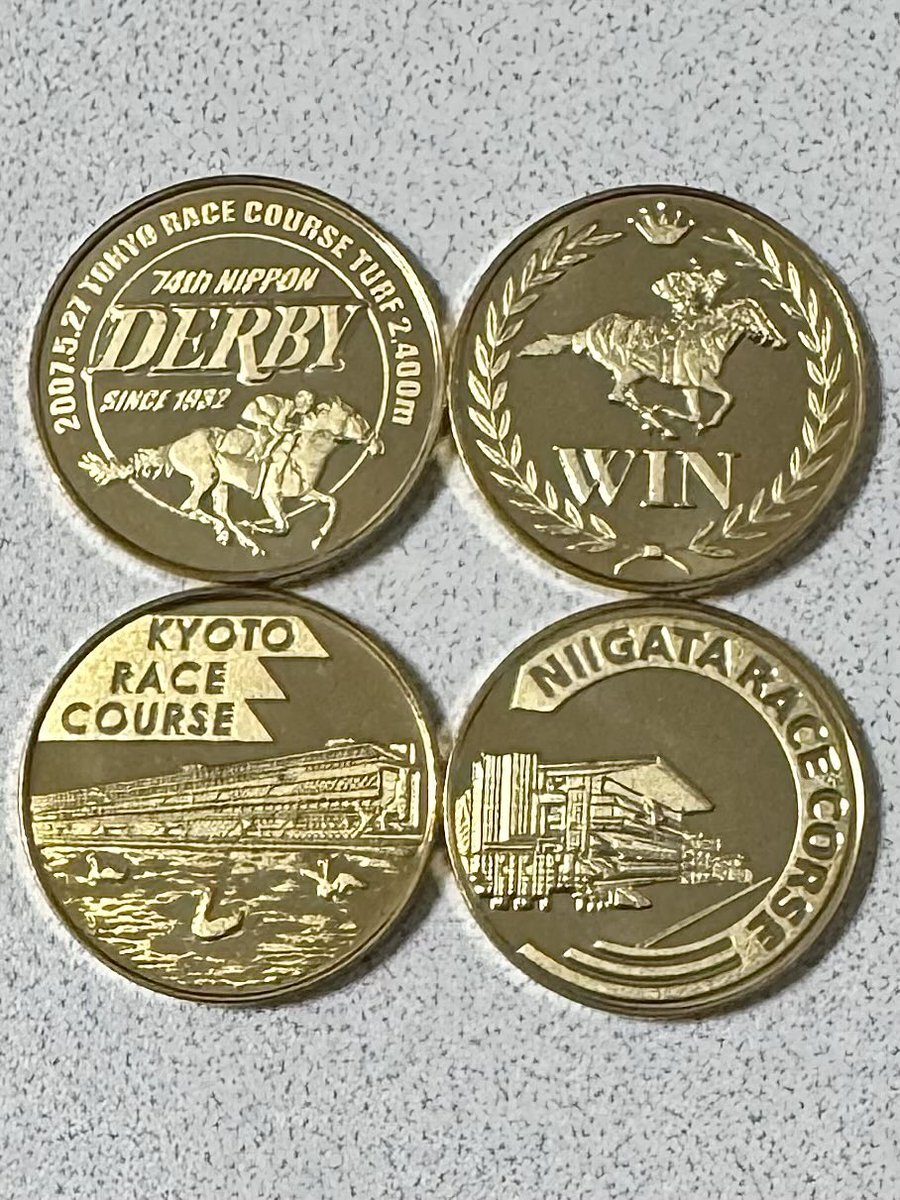 2007.5.27 TOKYO RACE COURSE TURF 2.400m
74th NIPPON
DERBY
SINCE 1932
WIN
KYOTO
RACE
COURSE
NIIGATA RACE CORSE